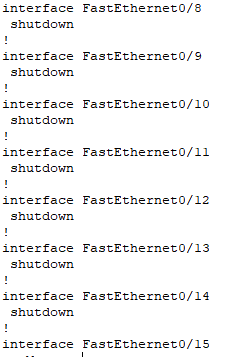 interface FastEthernet0/8
 shutdown
!
interface FastEthernet0/9
 shutdown
!
interface FastEthernet0/10
 shutdown
!
interface FastEthernet0/11
 shutdown
!
interface FastEthernet0/12
 shutdown
!
interface FastEthernet0/13
 shutdown
!
interface FastEthernet0/14
 shutdown
!
interface FastEthernet0/15